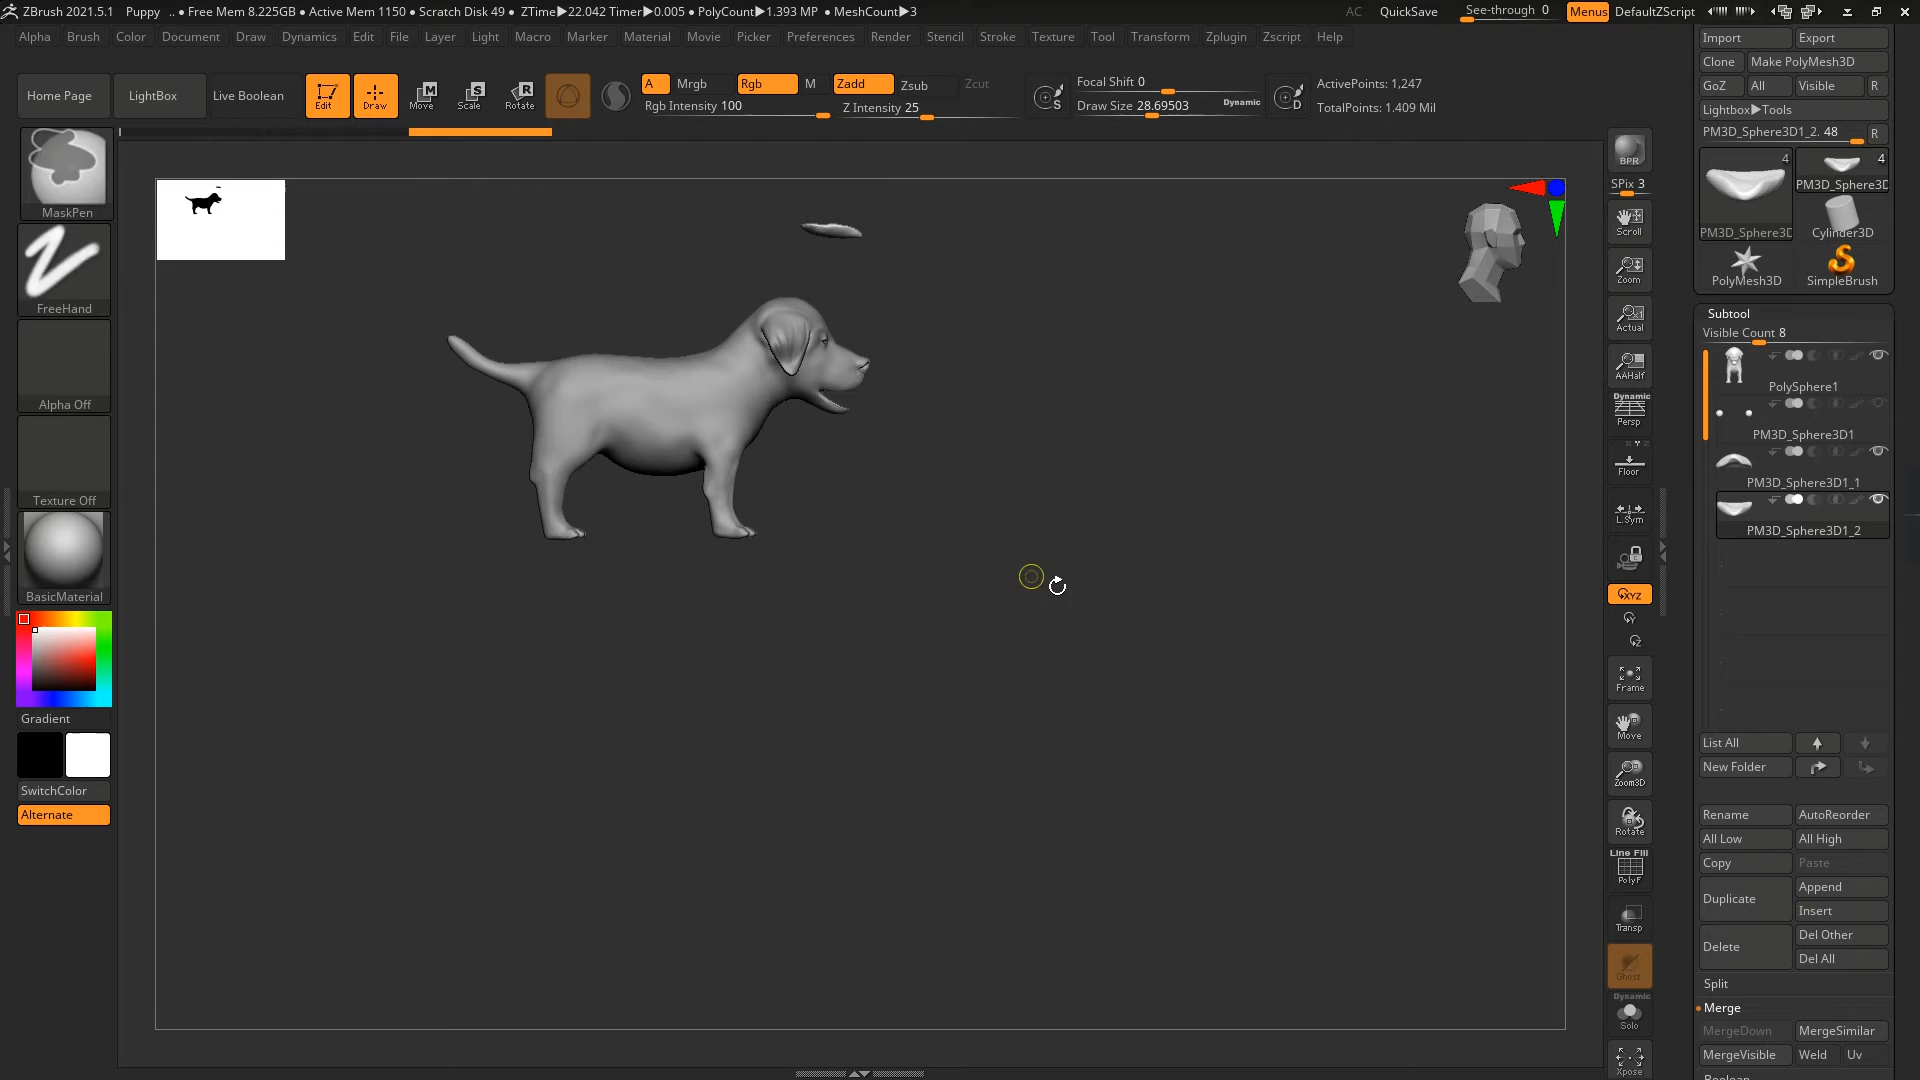 ZBrush 2021.5.1 Puppy .. ● Free Mem 8.225GB ● Active Mem 1150 ● Scratch Disk 49 ● ZTime▶22.042 Timer▶0.005 ● PolyCount▶1.393 MP ● MeshCount▶3 AC QuickSave See-through 0 Menus DefaultZScript
Alpha Brush Color Document Draw Dynamics Edit File Layer Light Macro Marker Material Movie Picker Preferences Render Stencil Stroke Texture Tool Transform Zplugin Zscript Help
Home Page LightBox Live Boolean Edit Draw Move Scale Rotate
A Mrgb Rgb M Zadd Zsub Zcut
Rgb Intensity 100 Z Intensity 25
S Focal Shift 0
Draw Size 28.69503 Dynamic
D ActivePoints: 1,247
TotalPoints: 1.409 Mil
MaskPen
FreeHand
Alpha Off
Texture Off
BasicMaterial
Gradient
SwitchColor
Alternate
BPR
SPix 3
Scroll
Zoom
Actual
AAHalf
Dynamic
Persp
Floor
L.Sym
XYZ
Y
Z
Frame
Move
Zoom3D
Rotate
Line Fill
PolyF
Transp
Ghost
Dynamic
Solo
Xpose
Import Export
Clone Make PolyMesh3D
GoZ All Visible R
Lightbox▶Tools
PM3D_Sphere3D1_2. 48 R
4 4
PM3D_Sphere3D
PM3D_Sphere3D Cylinder3D
PolyMesh3D SimpleBrush
Subtool
Visible Count 8
PolySphere1
PM3D_Sphere3D1
PM3D_Sphere3D1_1
PM3D_Sphere3D1_2
List All
New Folder
Rename AutoReorder
All Low All High
Copy Paste
Duplicate Append
Insert
Delete Del Other
Del All
Split
Merge
MergeDown MergeSimilar
MergeVisible Weld Uv
Boolean